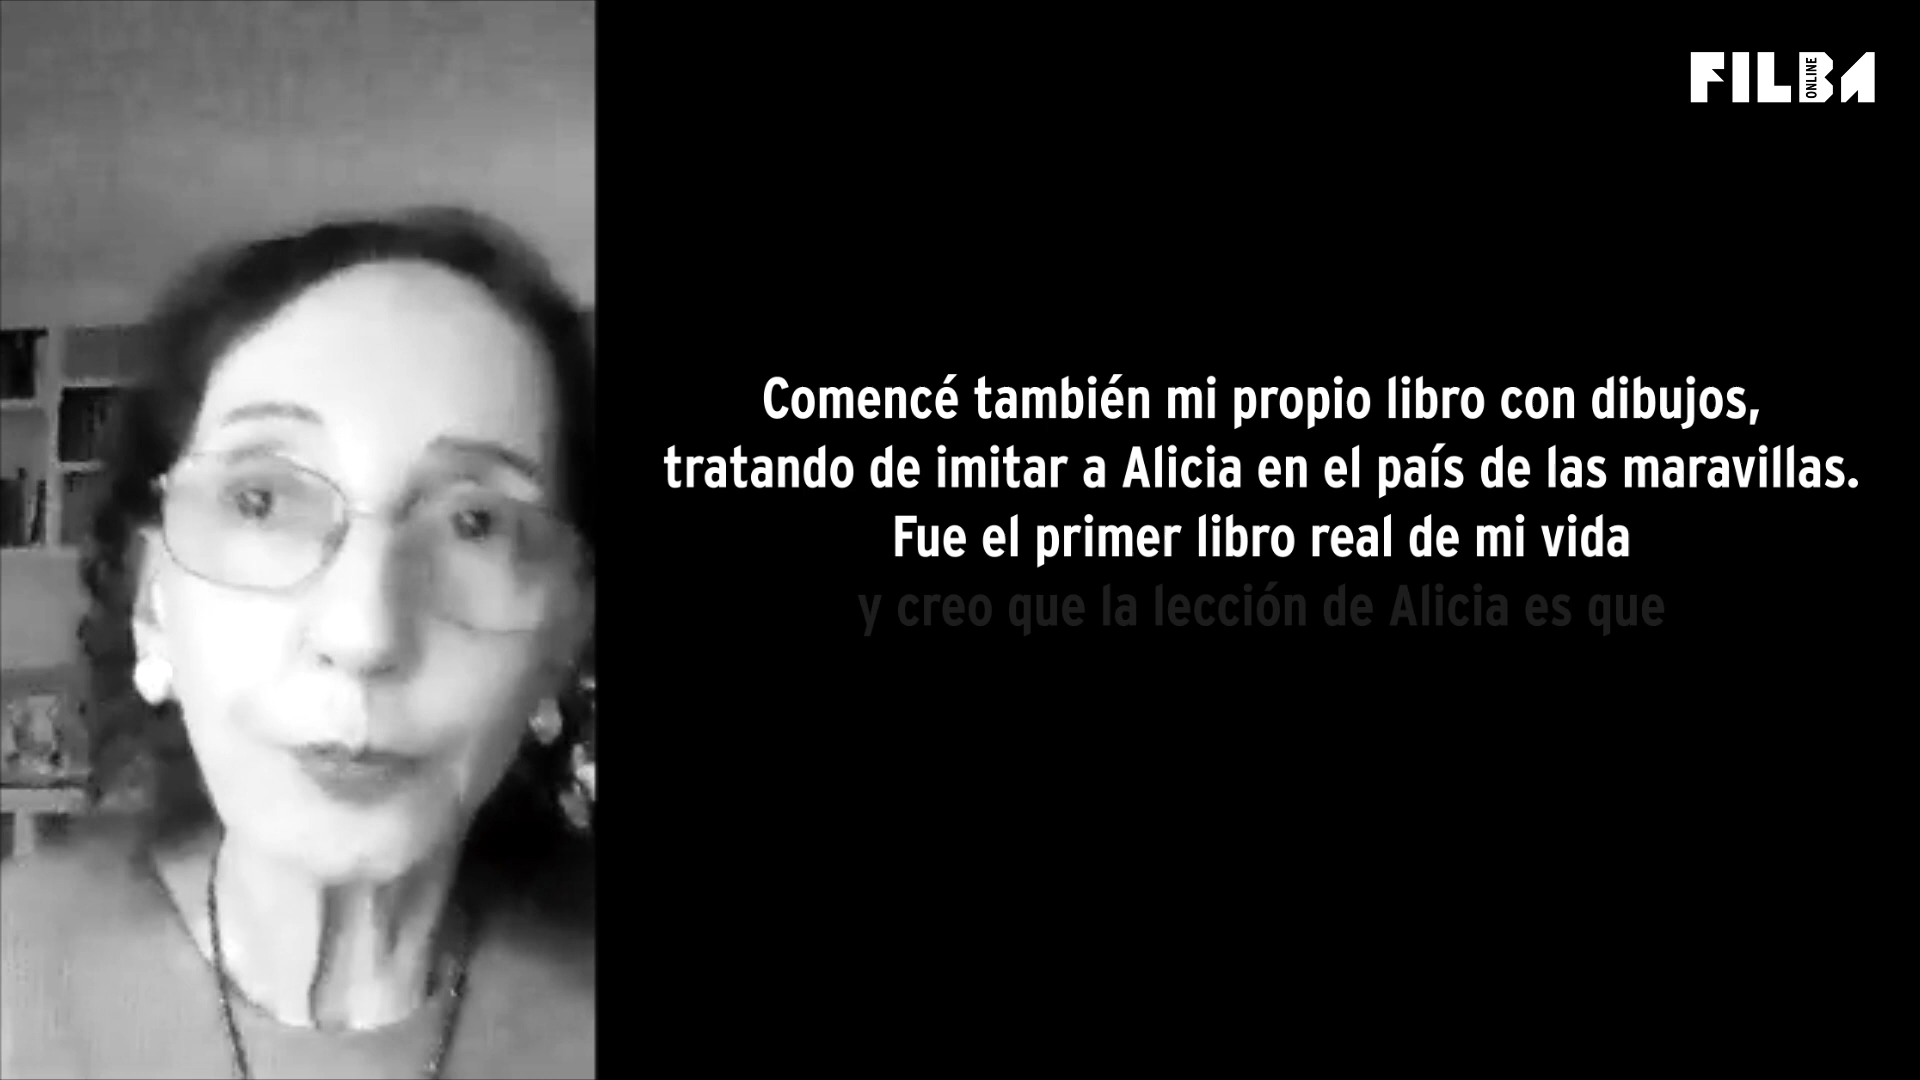 FILBA
ONLINE
Comencé también mi propio libro con dibujos,
tratando de imitar a Alicia en el país de las maravillas.
Fue el primer libro real de mi vida
y creo que la lección de Alicia es que